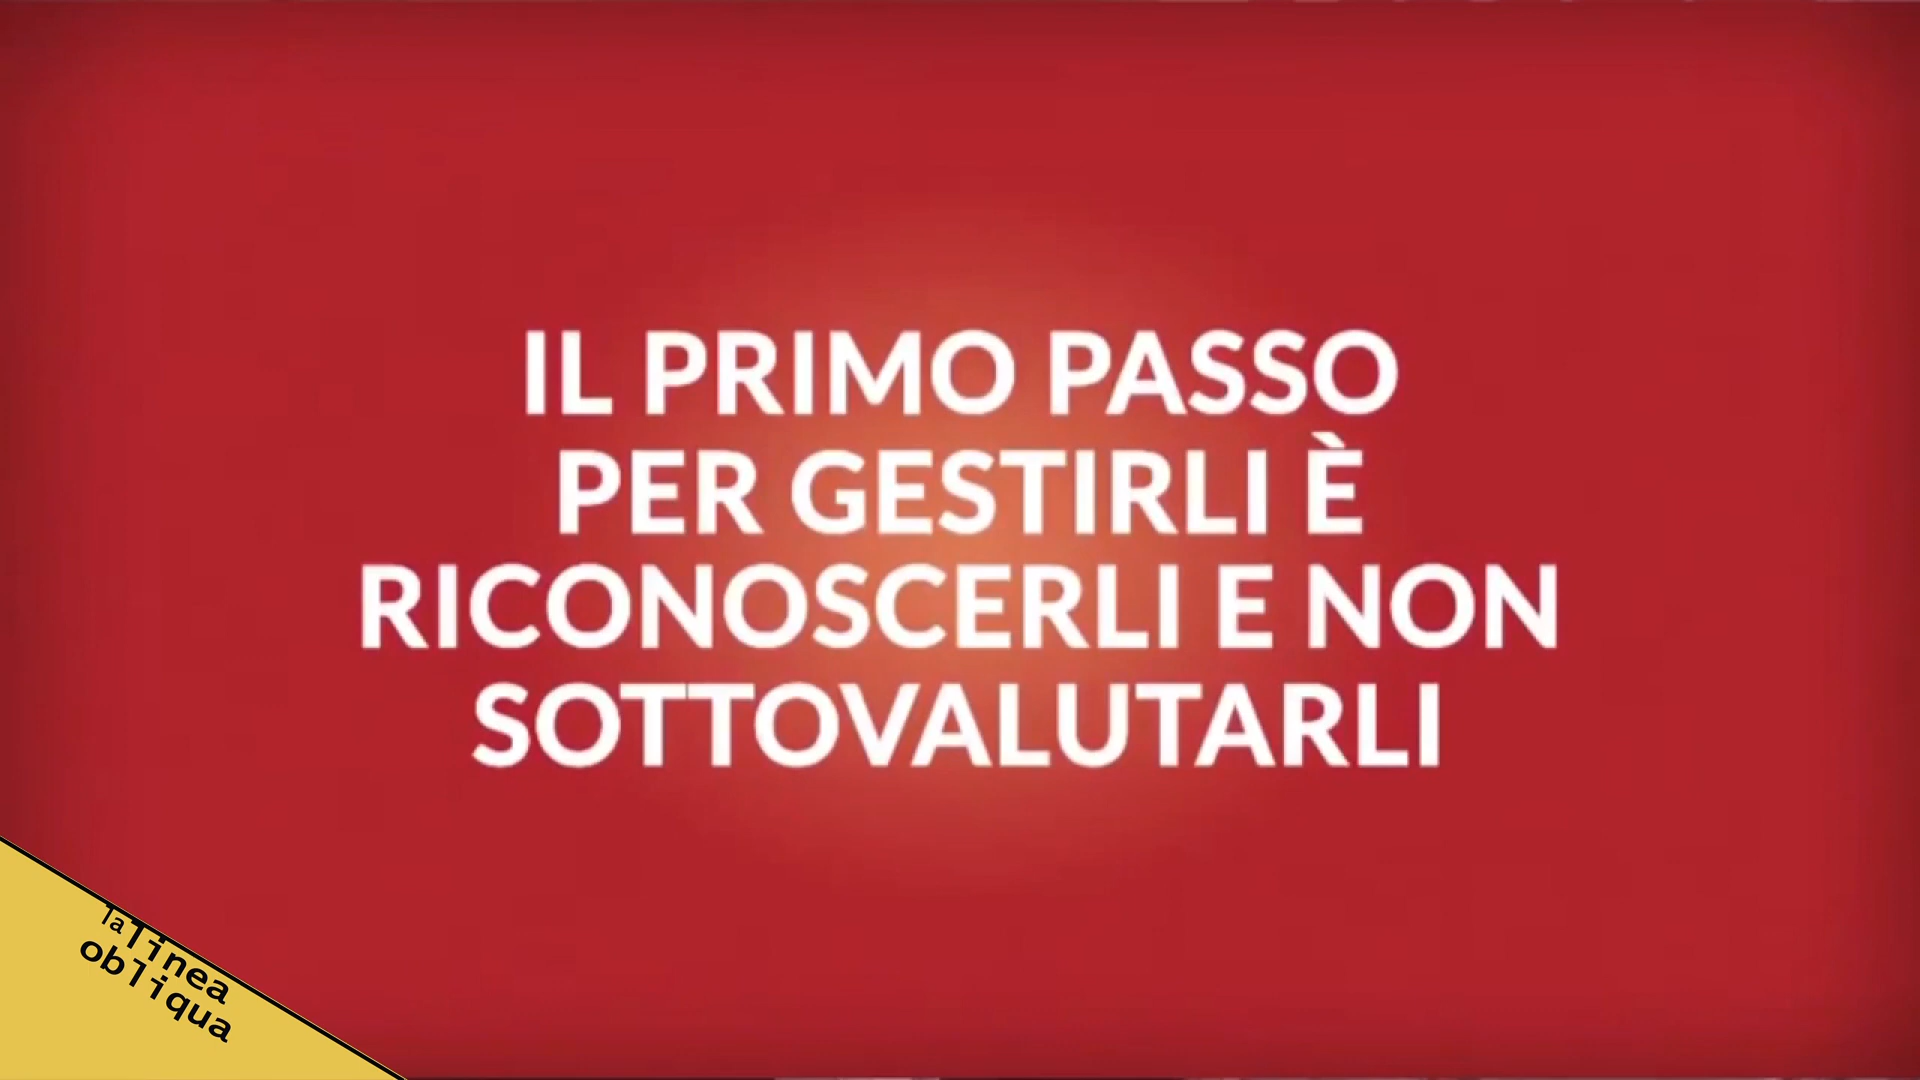 IL PRIMO PASSO
PER GESTIRLI È
RICONOSCERLI E NON
SOTTOVALUTARLI
la linea
obliqua